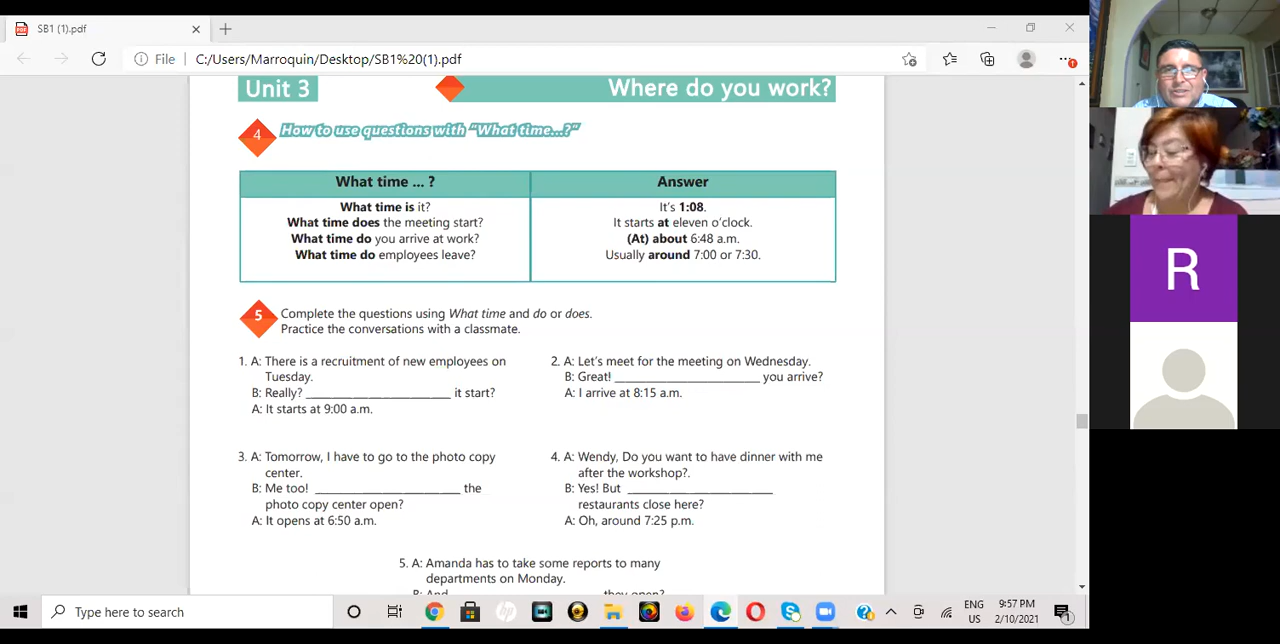 SB1 (1).pdf
File
C:/Users/Marroquin/Desktop/SB1%20(1).pdf
Unit 3
Where do you work?
4
How to use questions with "What time...?"
What time ... ?
Answer
What time is it?
It's 1:08.
What time does the meeting start?
It starts at eleven o'clock.
What time do you arrive at work?
(At) about 6:48 a.m.
What time do employees leave?
Usually around 7:00 or 7:30.
5
Complete the questions using What time and do or does.
Practice the conversations with a classmate.
1. A: There is a recruitment of new employees on
Tuesday.
B: Really? ______________________ it start?
A: It starts at 9:00 a.m.
2. A: Let's meet for the meeting on Wednesday.
B: Great! ______________________ you arrive?
A: I arrive at 8:15 a.m.
3. A: Tomorrow, I have to go to the photo copy
center.
B: Me too! ______________________ the
photo copy center open?
A: It opens at 6:50 a.m.
4. A: Wendy, Do you want to have dinner with me
after the workshop?.
B: Yes! But ______________________
restaurants close here?
A: Oh, around 7:25 p.m.
5. A: Amanda has to take some reports to many
departments on Monday.
B: And ______________________ they open?
R
Type here to search
hp
ENG
US
9:57 PM
2/10/2021
1